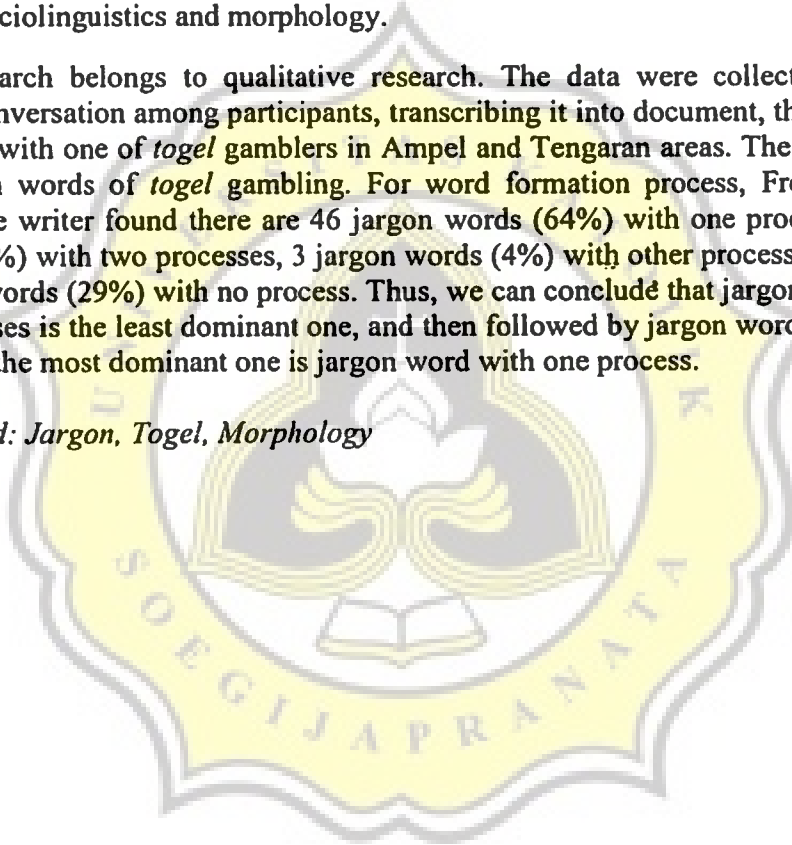 ciolinguistics and morphology.
arch belongs to qualitative research. The data were collect
nversation among participants, transcribing it into document, th
with one of togel gamblers in Ampel and Tengaran areas. The
words of togel gambling. For word formation process, Fr
e writer found there are 46 jargon words (64%) with one proc
%) with two processes, 3 jargon words (4%) with other process
ords (29%) with no process. Thus, we can conclude that jargon
ses is the least dominant one, and then followed by jargon wor
he most dominant one is jargon word with one process.
d: Jargon, Togel, Morphology
SOEGIJAPRANATA